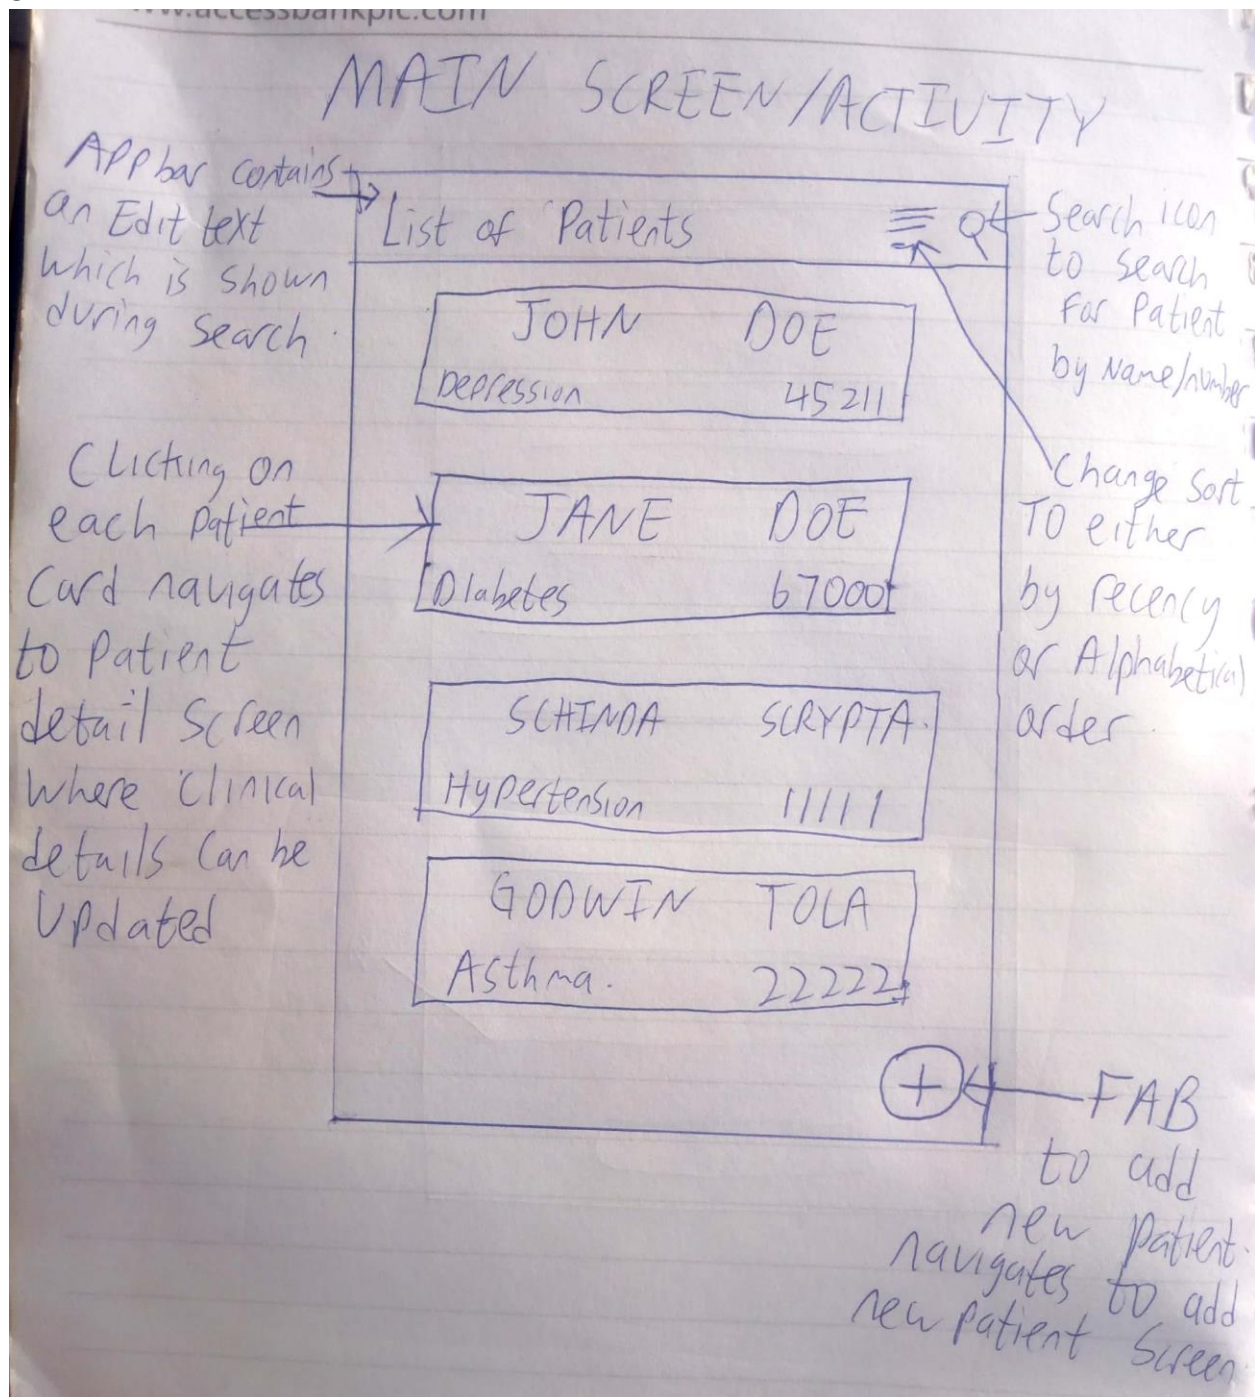 www.accessbankplc.com
MAIN SCREEN/ACTIVITY
APPbar contains
an Edit text
which is shown
during search.
List of Patients
Search icon
to search
For Patient
by Name/number
JOHN DOE
Depression 45211
Change sort
TO either
by recency
or Alphabetical
order.
Clicking on
each patient
Card navigates
to Patient
detail Screen
where clinical
details can be
Updated
JANE DOE
Diabetes 67000
SCHINDA SCRYPTA.
Hypertension 11111
GODWIN TOLA
Asthma. 22222
+
FAB
to add
new patient.
navigates to add
new patient Screen.